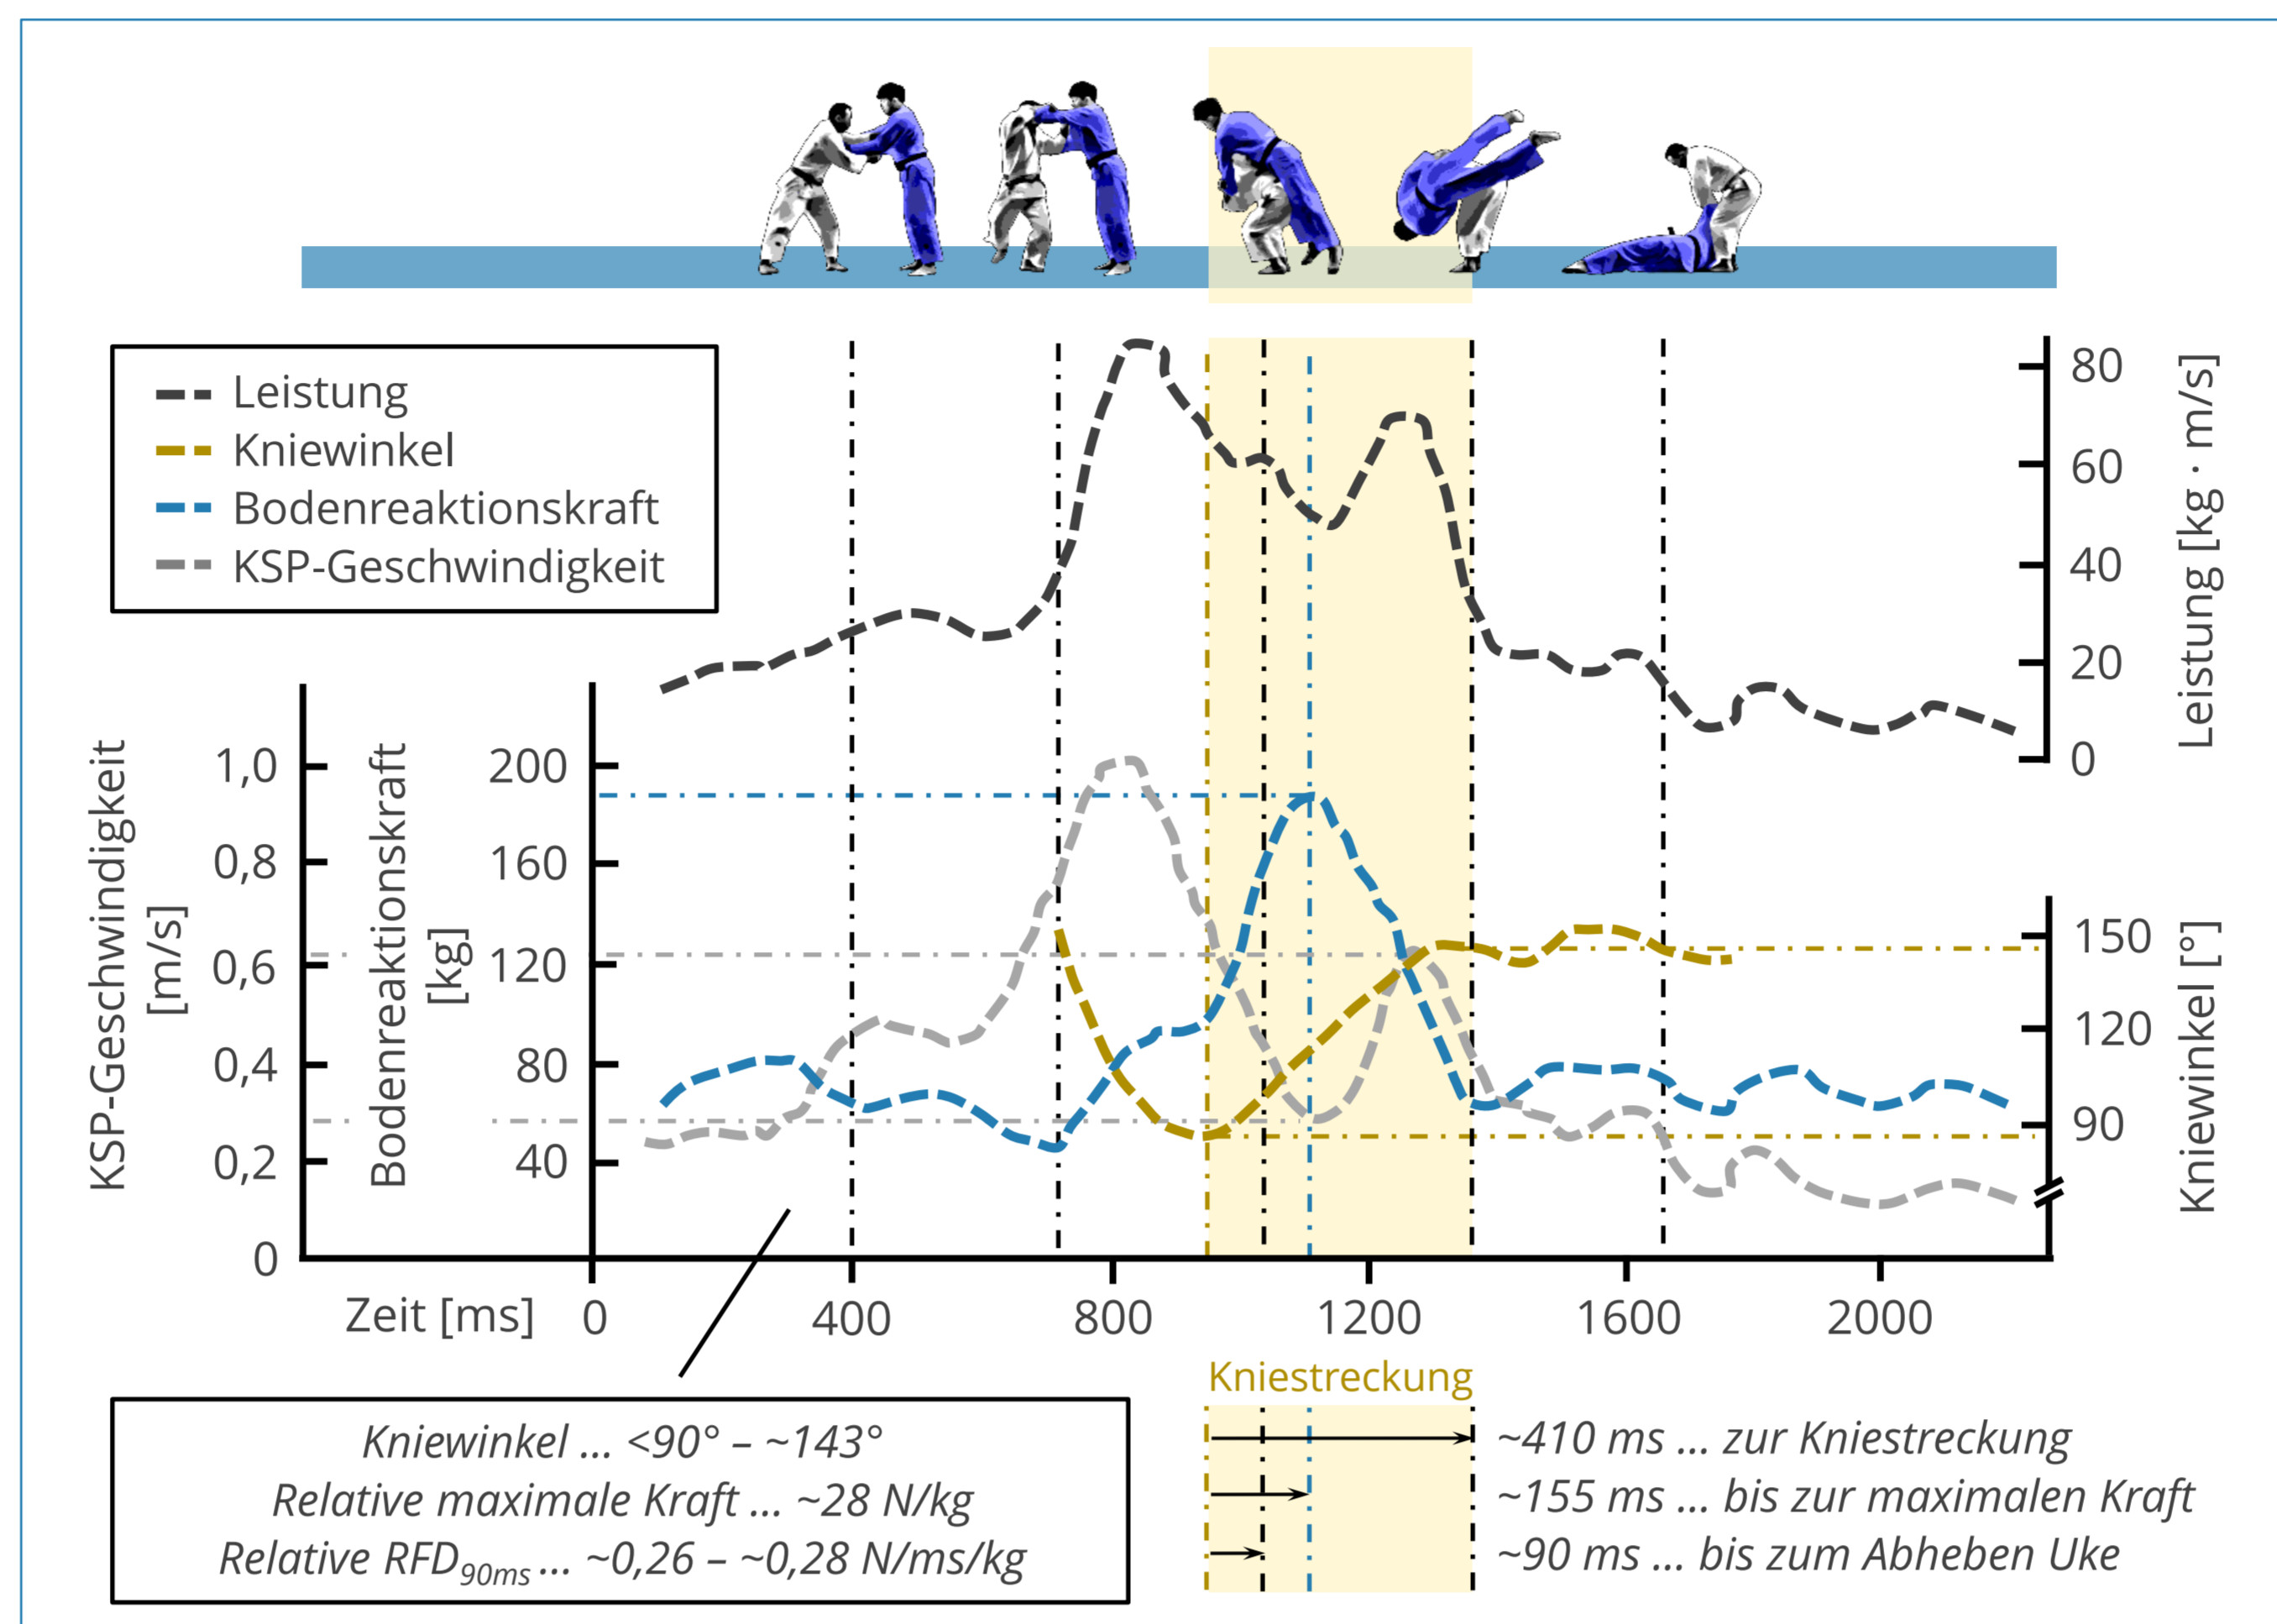 Leistung
Kniewinkel
Bodenreaktionskraft
KSP-Geschwindigkeit
80
60
40
20
0
Leistung [kg · m/s]
KSP-Geschwindigkeit
[m/s]
1,0
0,8
0,6
0,4
0,2
0
Bodenreaktionskraft
[kg]
200
160
120
80
40
150
120
90
Kniewinkel [°]
Zeit [ms]
0
400
800
1200
1600
2000
Kniewinkel ... <90° – ~143°
Relative maximale Kraft ... ~28 N/kg
Relative RFD90ms ... ~0,26 – ~0,28 N/ms/kg
Kniestreckung
~410 ms ... zur Kniestreckung
~155 ms ... bis zur maximalen Kraft
~90 ms ... bis zum Abheben Uke